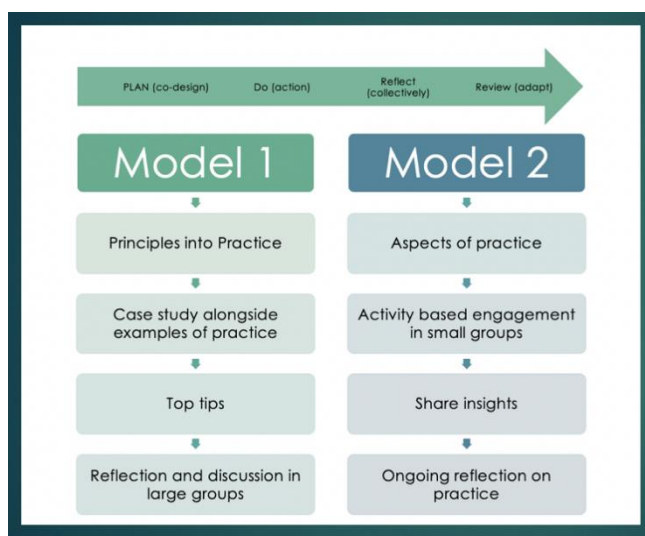 PLAN (co-design)
Do (action)
Reflect
(collectively)
Review (adapt)
Model 1
Principles into Practice
Case study alongside
examples of practice
Top tips
Reflection and discussion in
large groups
Model 2
Aspects of practice
Activity based engagement
in small groups
Share insights
Ongoing reflection on
practice